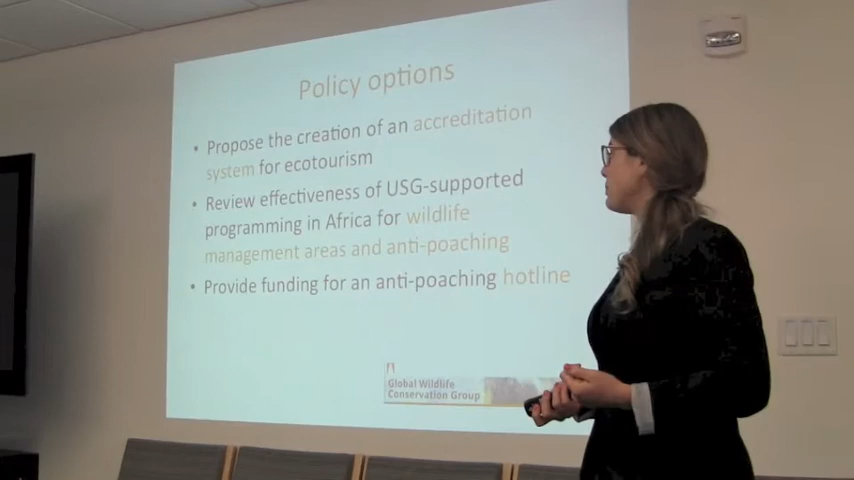 Policy options
• Propose the creation of an accreditation
system for ecotourism
• Review effectiveness of USG-supported
programming in Africa for wildlife
management areas and anti-poaching
• Provide funding for an anti-poaching hotline
Global Wildlife
Conservation Group